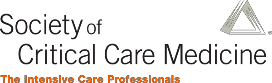 Society of
Critical Care Medicine
The Intensive Care Professionals